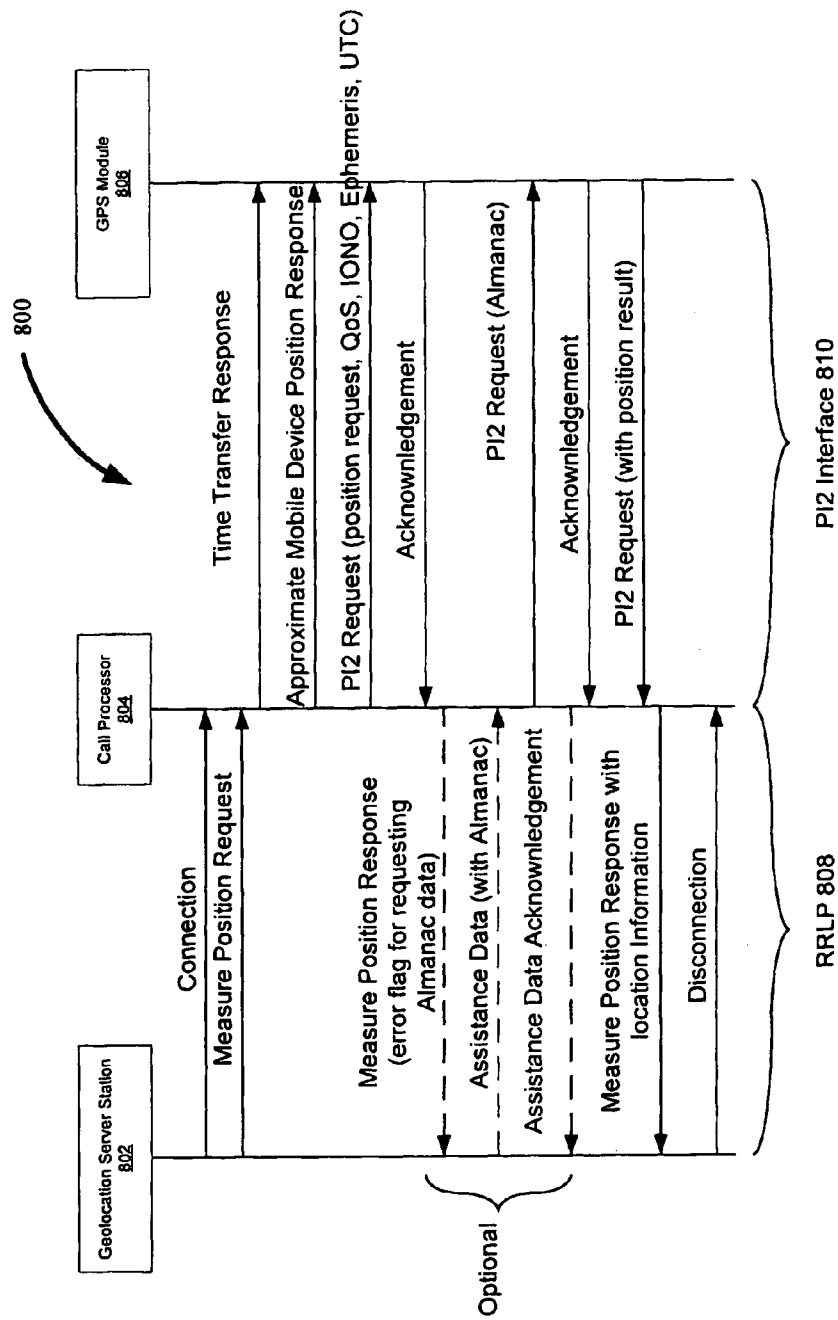 800
Geolocation Server Station
802
Call Processor
804
GPS Module
806
Connection
Measure Position Request
Time Transfer Response
Approximate Mobile Device Position Response
PI2 Request (position request, QoS, IONO, Ephemeris, UTC)
Acknownledgement
Optional
Measure Position Response
(error flag for requesting
Almanac data)
Assistance Data (with Almanac)
PI2 Request (Almanac)
Assistance Data Acknownledgement
Acknownledgement
PI2 Request (with position result)
Measure Position Response with
location Information
Disconnection
RRLP 808
PI2 Interface 810